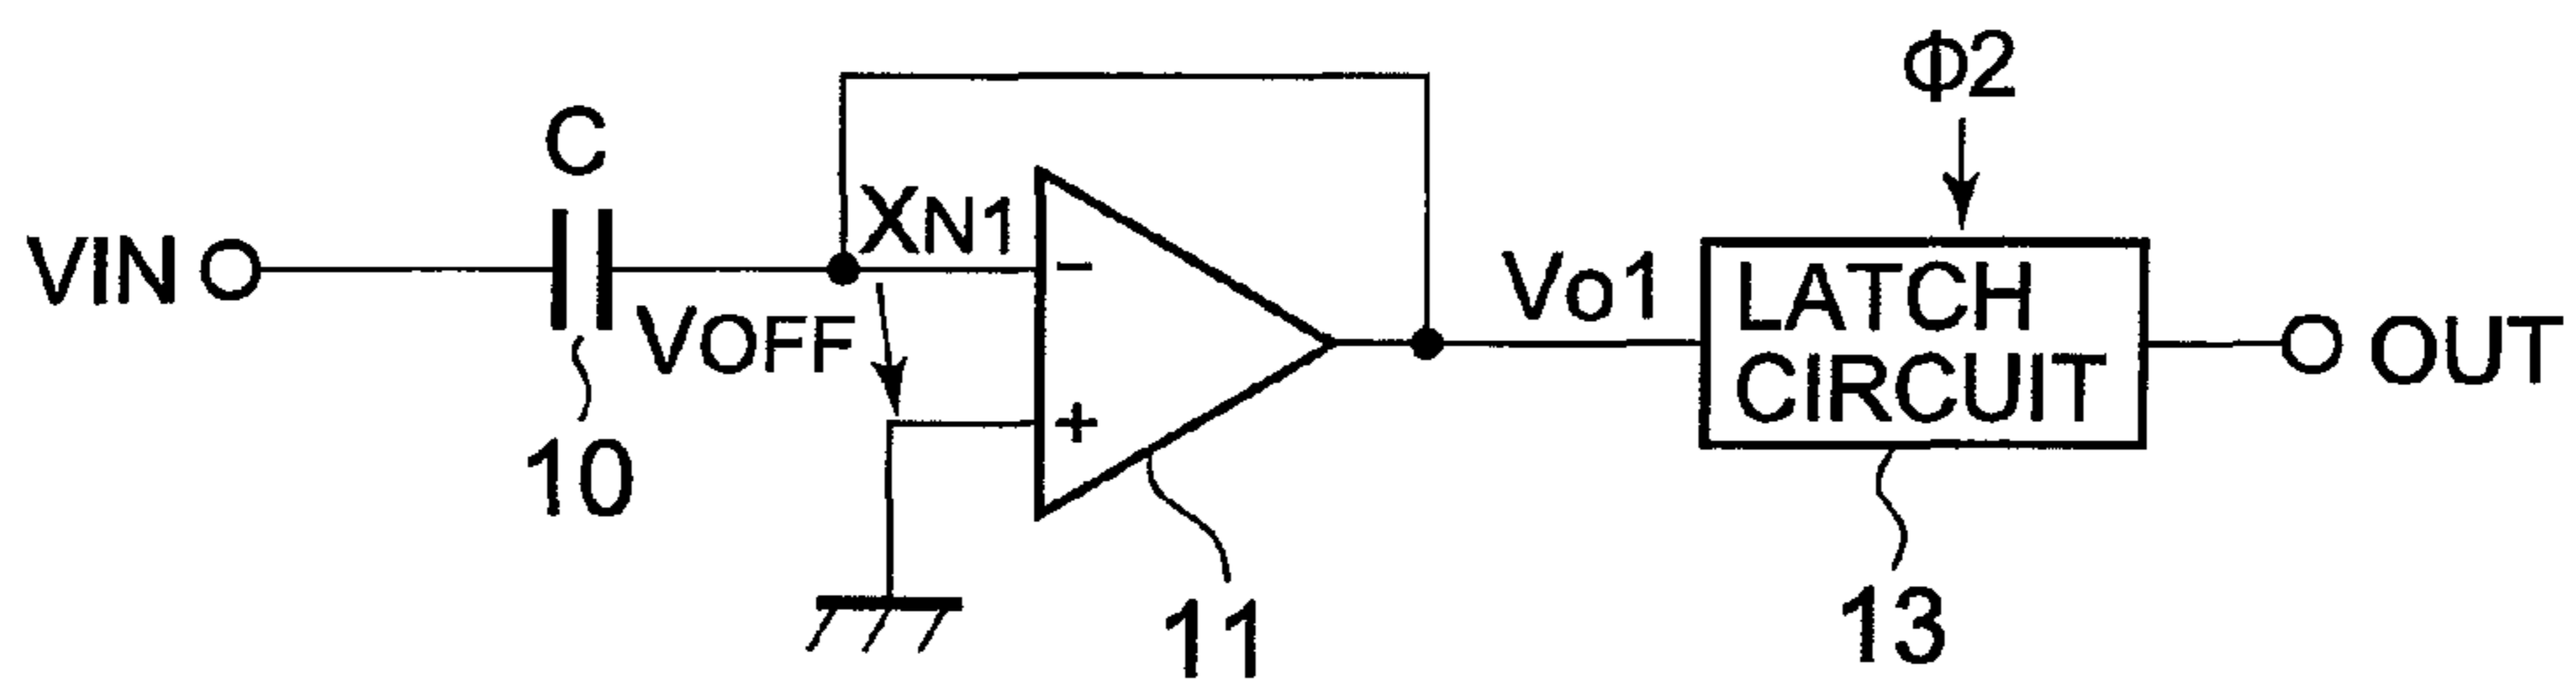 Φ2
C
XN1
−
VIN
VOFF
Vo1
LATCH
CIRCUIT
OUT
+
10
11
13